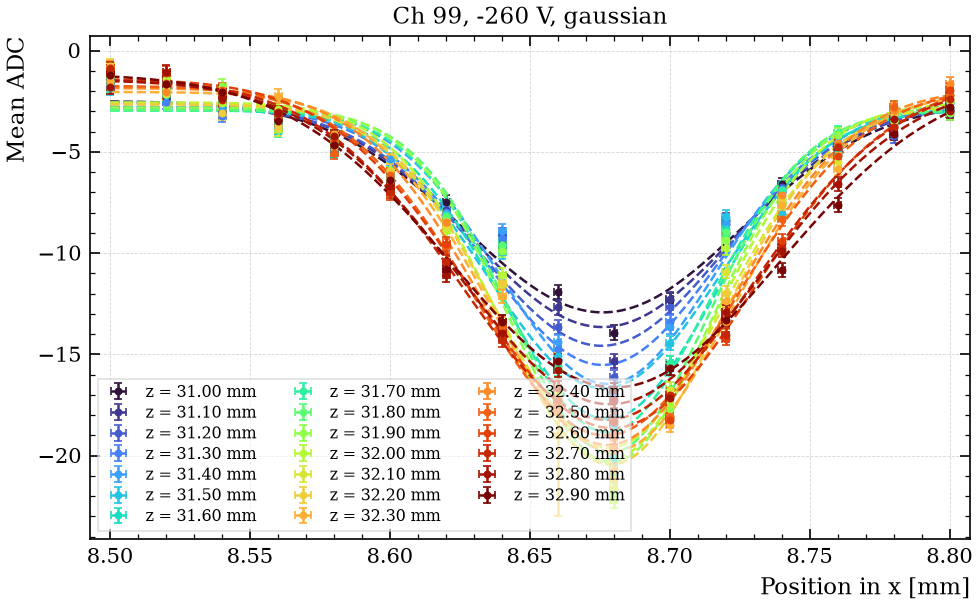 Ch 99, -260 V, gaussian
Mean ADC
0
−5
−10
−15
−20
z = 31.00 mm
z = 31.10 mm
z = 31.20 mm
z = 31.30 mm
z = 31.40 mm
z = 31.50 mm
z = 31.60 mm
z = 31.70 mm
z = 31.80 mm
z = 31.90 mm
z = 32.00 mm
z = 32.10 mm
z = 32.20 mm
z = 32.30 mm
z = 32.40 mm
z = 32.50 mm
z = 32.60 mm
z = 32.70 mm
z = 32.80 mm
z = 32.90 mm
8.50 8.55 8.60 8.65 8.70 8.75 8.80
Position in x [mm]